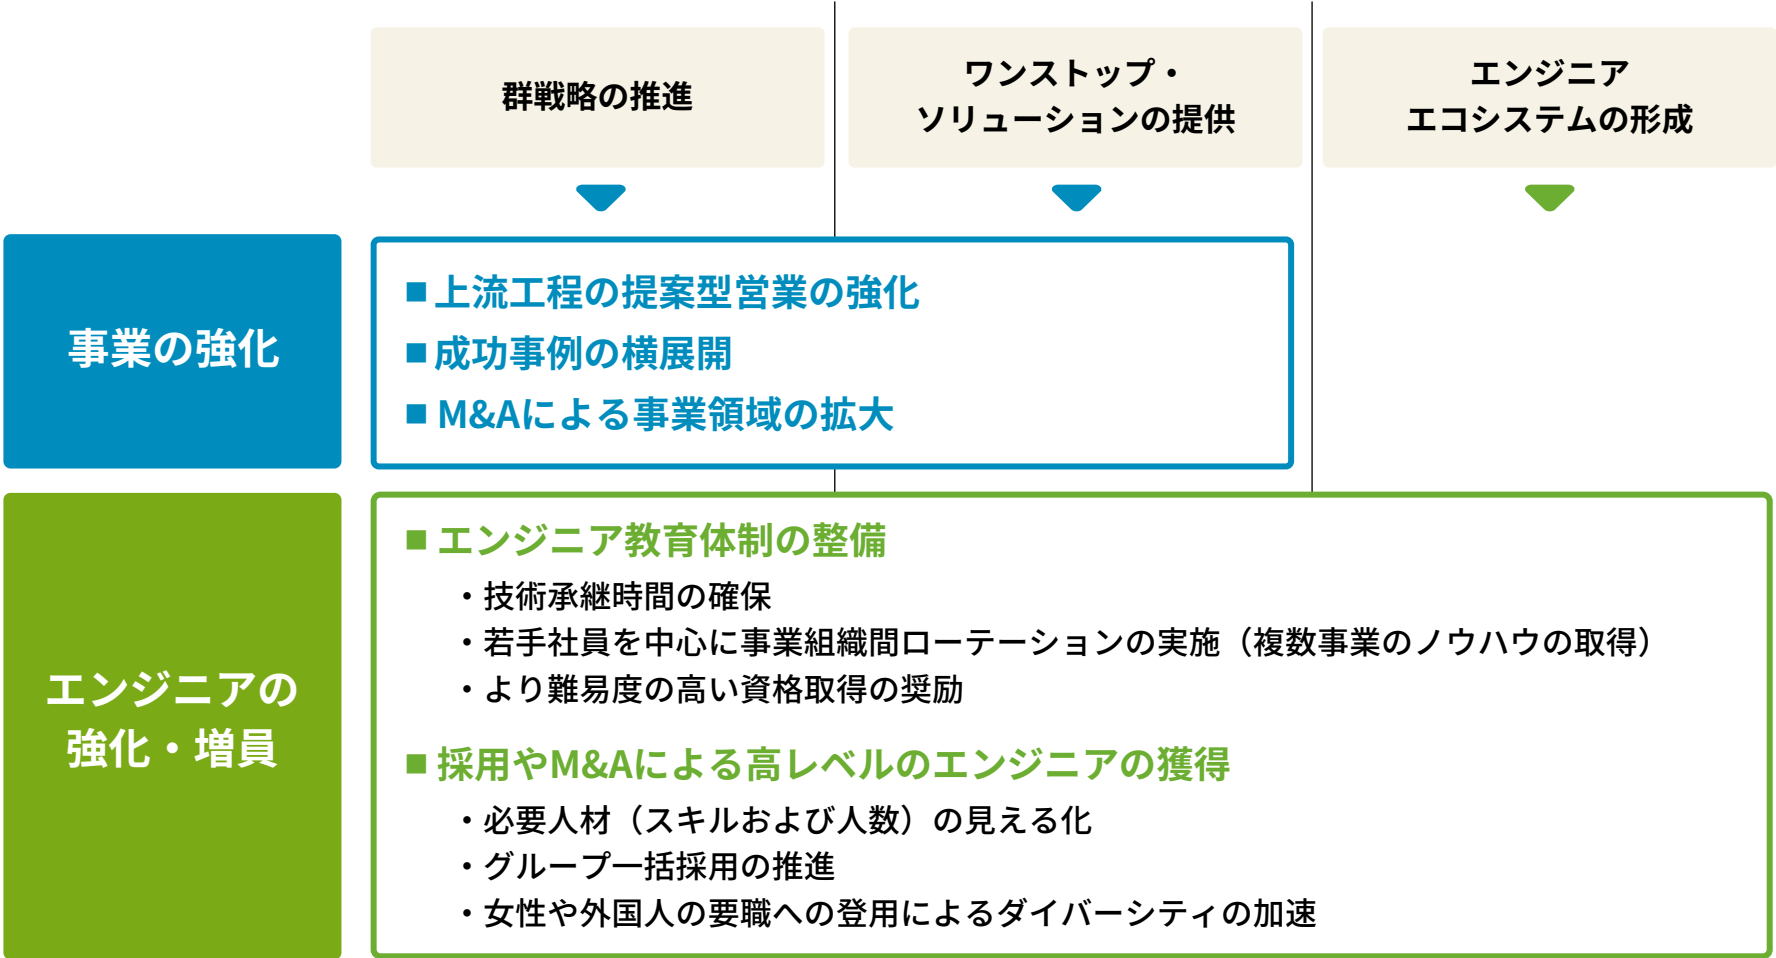 群戦略の推進
ワンストップ・
ソリューションの提供
エンジニア
エコシステムの形成
事業の強化
■上流工程の提案型営業の強化
■成功事例の横展開
■M&Aによる事業領域の拡大
エンジニアの
強化・増員
■エンジニア教育体制の整備
・技術承継時間の確保
・若手社員を中心に事業組織間ローテーションの実施（複数事業のノウハウの取得）
・より難易度の高い資格取得の奨励
■採用やM&Aによる高レベルのエンジニアの獲得
・必要人材（スキルおよび人数）の見える化
・グループ一括採用の推進
・女性や外国人の要職への登用によるダイバーシティの加速